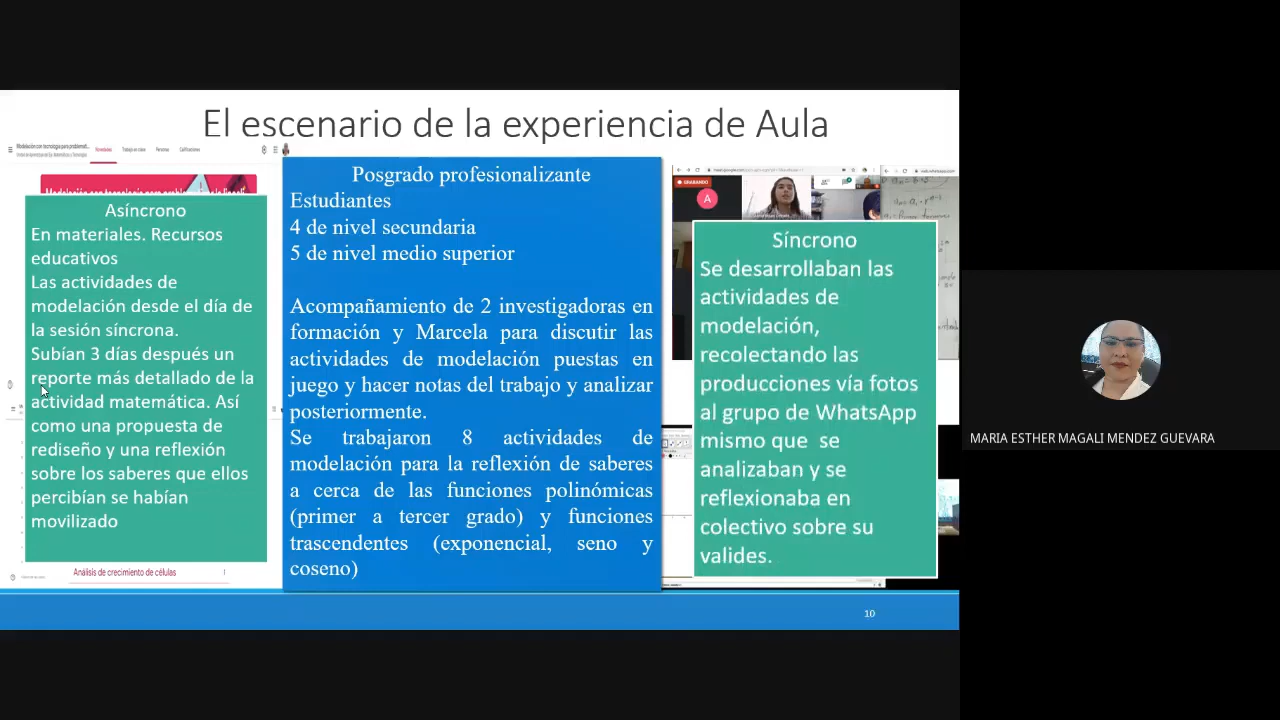 El escenario de la experiencia de Aula
Novedades
Trabajo en clase
Personas
Calificaciones
Asíncrono
En materiales. Recursos
educativos
Las actividades de
modelación desde el día de
la sesión síncrona.
Subían 3 días después un
reporte más detallado de la
actividad matemática. Así
como una propuesta de
rediseño y una reflexión
sobre los saberes que ellos
percibían se habían
movilizado
Análisis de crecimiento de células
Posgrado profesionalizante
Estudiantes
4 de nivel secundaria
5 de nivel medio superior
Acompañamiento de 2 investigadoras en
formación y Marcela para discutir las
actividades de modelación puestas en
juego y hacer notas del trabajo y analizar
posteriormente.
Se trabajaron 8 actividades de
modelación para la reflexión de saberes
a cerca de las funciones polinómicas
(primer a tercer grado) y funciones
trascendentes (exponencial, seno y
coseno)
GRABANDO
A
Síncrono
Se desarrollaban las
actividades de
modelación,
recolectando las
producciones vía fotos
al grupo de WhatsApp
mismo que se
analizaban y se
reflexionaba en
colectivo sobre su
valides.
10
MARIA ESTHER MAGALI MENDEZ GUEVARA